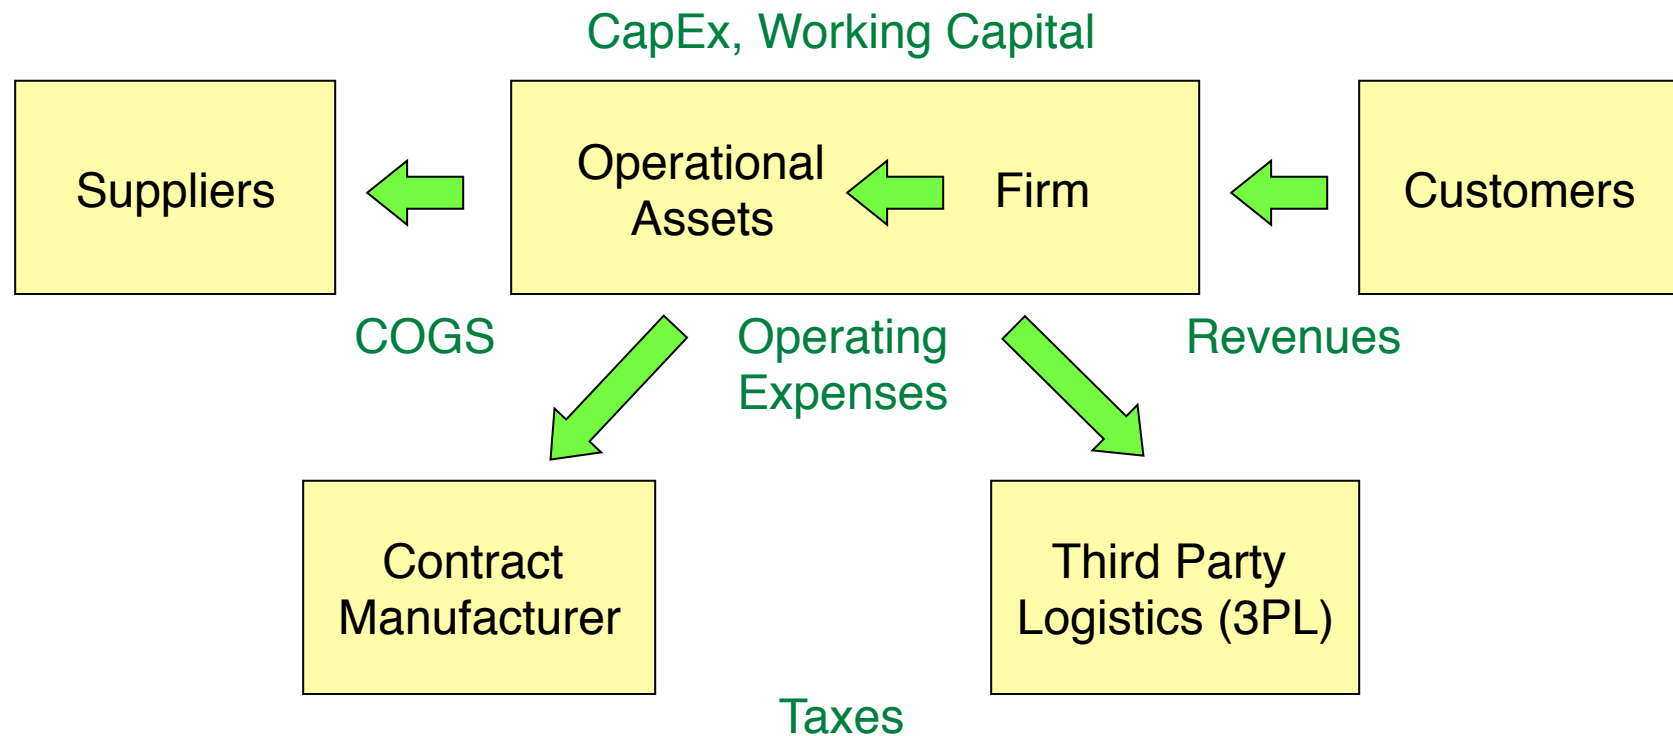 CapEx, Working Capital
Suppliers
Operational
Assets
Firm
Customers
COGS
Operating
Expenses
Revenues
Contract
Manufacturer
Third Party
Logistics (3PL)
Taxes